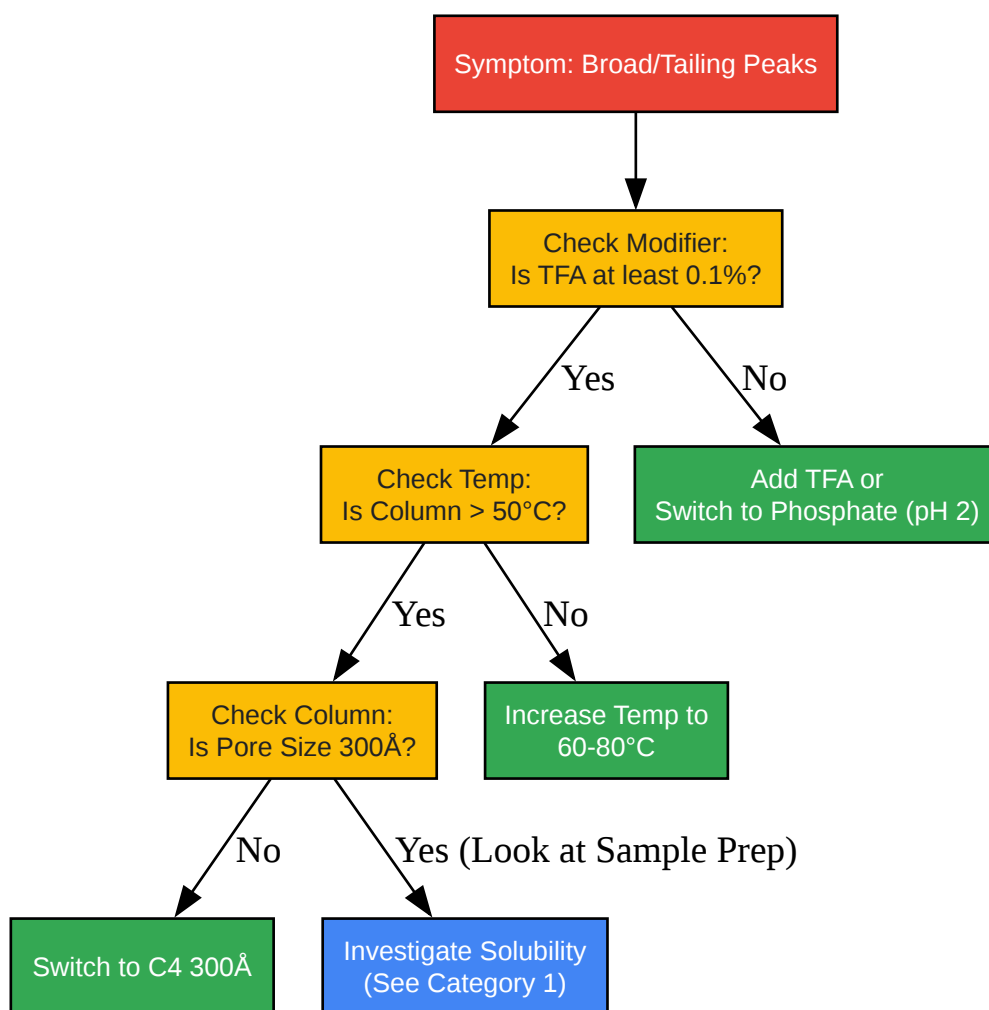 Symptom: Broad/Tailing Peaks
Check Modifier:
Is TFA at least 0.1%?
Yes
No
Check Temp:
Is Column > 50°C?
Add TFA or
Switch to Phosphate (pH 2)
Yes
No
Check Column:
Is Pore Size 300Å?
Increase Temp to
60-80°C
No
Yes (Look at Sample Prep)
Switch to C4 300Å
Investigate Solubility
(See Category 1)